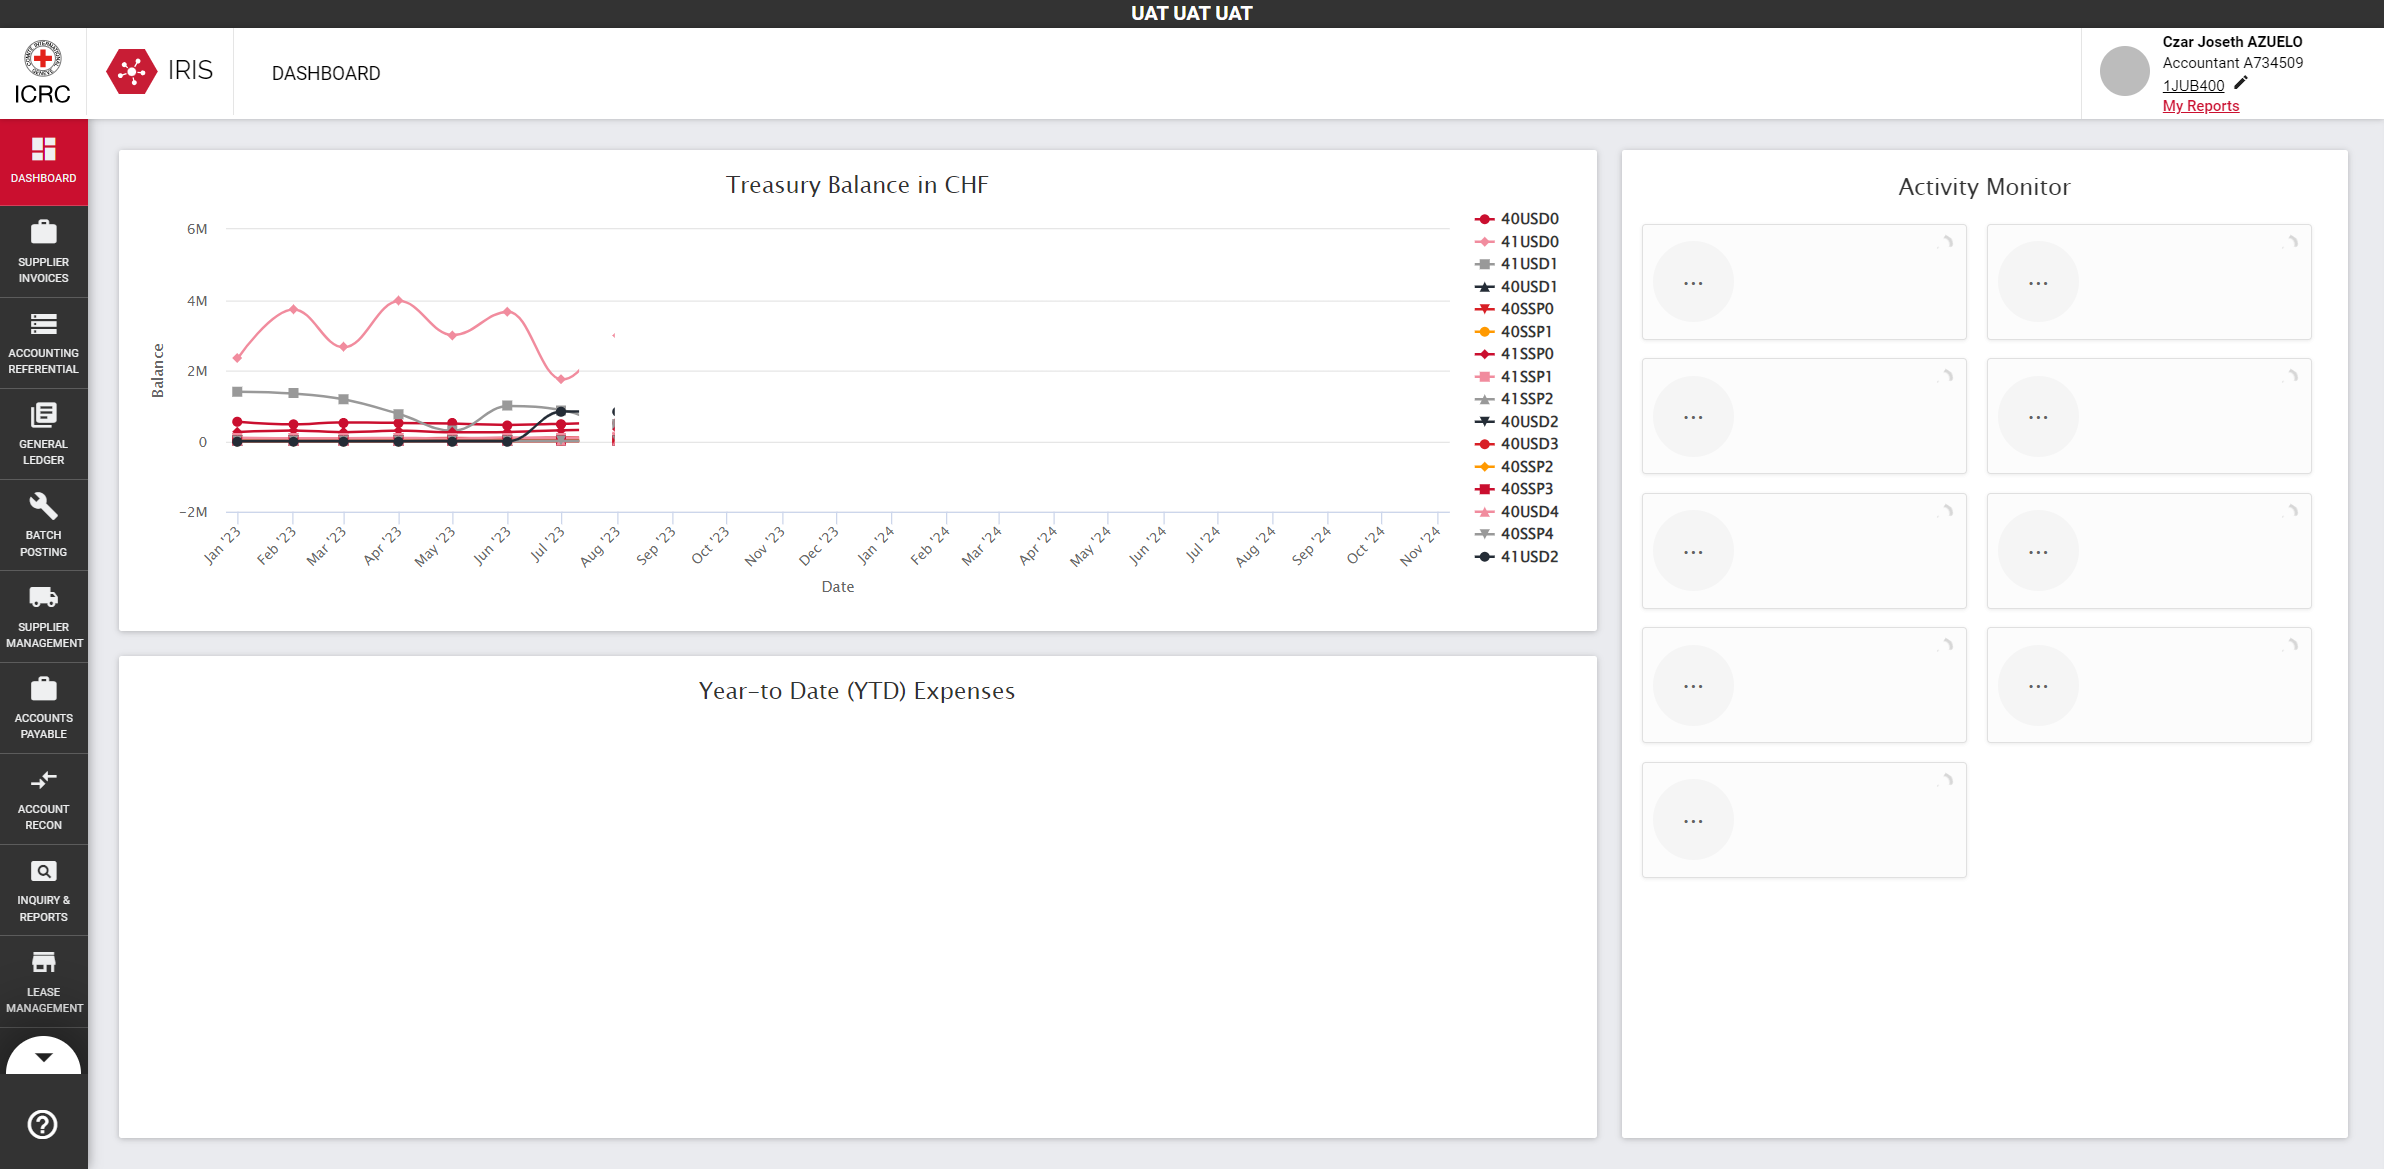 UAT UAT UAT
ICRC
IRIS
DASHBOARD
Czar Joseth AZUELO
Accountant A734509
1JUB400
My Reports
DASHBOARD
SUPPLIER
INVOICES
ACCOUNTING
REFERENTIAL
GENERAL
LEDGER
BATCH
POSTING
SUPPLIER
MANAGEMENT
ACCOUNTS
PAYABLE
ACCOUNT
RECON
INQUIRY &
REPORTS
LEASE
MANAGEMENT
Treasury Balance in CHF
6M
4M
2M
0
-2M
Balance
Jan '23
Feb '23
Mar '23
Apr '23
May '23
Jun '23
Jul '23
Aug '23
Sep '23
Oct '23
Nov '23
Dec '23
Jan '24
Feb '24
Mar '24
Apr '24
May '24
Jun '24
Jul '24
Aug '24
Sep '24
Oct '24
Nov '24
Date
40USD0
41USD0
41USD1
40USD1
40SSP0
40SSP1
41SSP0
41SSP1
41SSP2
40USD2
40USD3
40SSP2
40SSP3
40USD4
40SSP4
41USD2
Year-to Date (YTD) Expenses
Activity Monitor
...
...
...
...
...
...
...
...
...